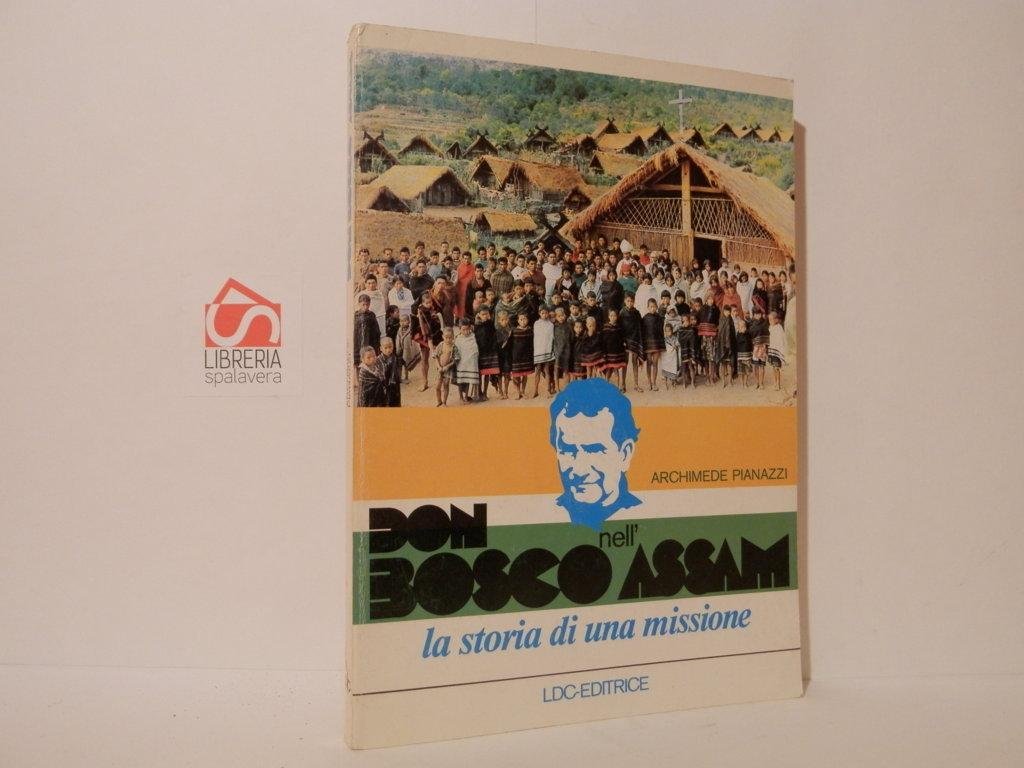 LIBRERIA
spalavera
ARCHIMEDE PIANAZZI
DON
nell'
BOSCO ASSAM
la storia di una missione
LDC-EDITRICE